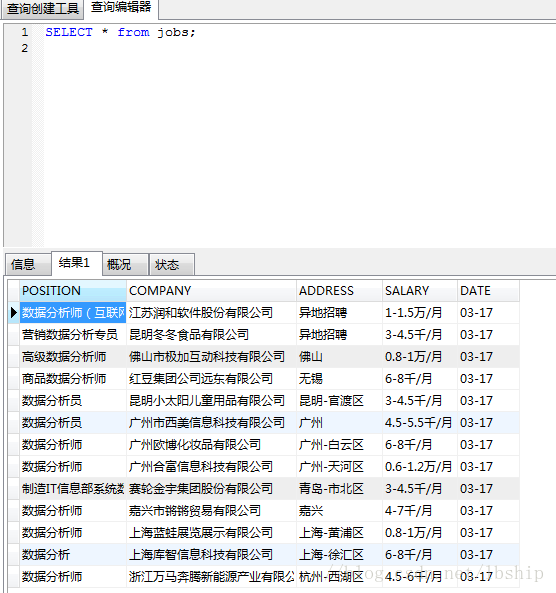 查询创建工具 查询编辑器
1 SELECT * from jobs;
2
信息 结果1 概况 状态
POSITION COMPANY ADDRESS SALARY DATE
数据分析师（互联网 江苏润和软件股份有限公司 异地招聘 1-1.5万/月 03-17
营销数据分析专员 昆明冬冬食品有限公司 异地招聘 3-4.5千/月 03-17
高级数据分析师 佛山市极加互动科技有限公司 佛山 0.8-1万/月 03-17
商品数据分析师 红豆集团公司远东有限公司 无锡 6-8千/月 03-17
数据分析员 昆明小太阳儿童用品有限公司 昆明-官渡区 3-4.5千/月 03-17
数据分析员 广州市西美信息科技有限公司 广州 4.5-5.5千/月 03-17
数据分析师 广州欧博化妆品有限公司 广州-白云区 6-8千/月 03-17
数据分析师 广州合富信息科技有限公司 广州-天河区 0.6-1.2万/月 03-17
制造IT信息部系统数 赛轮金宇集团股份有限公司 青岛-市北区 3-4.5千/月 03-17
数据分析师 嘉兴市锵锵贸易有限公司 嘉兴 4-7千/月 03-17
数据分析师 上海蓝蛙展览展示有限公司 上海-黄浦区 0.8-1万/月 03-17
数据分析 上海库智信息科技有限公司 上海-徐汇区 6-8千/月 03-17
数据分析师 浙江万马奔腾新能源产业有限公 杭州-西湖区 4.5-6千/月 03-17